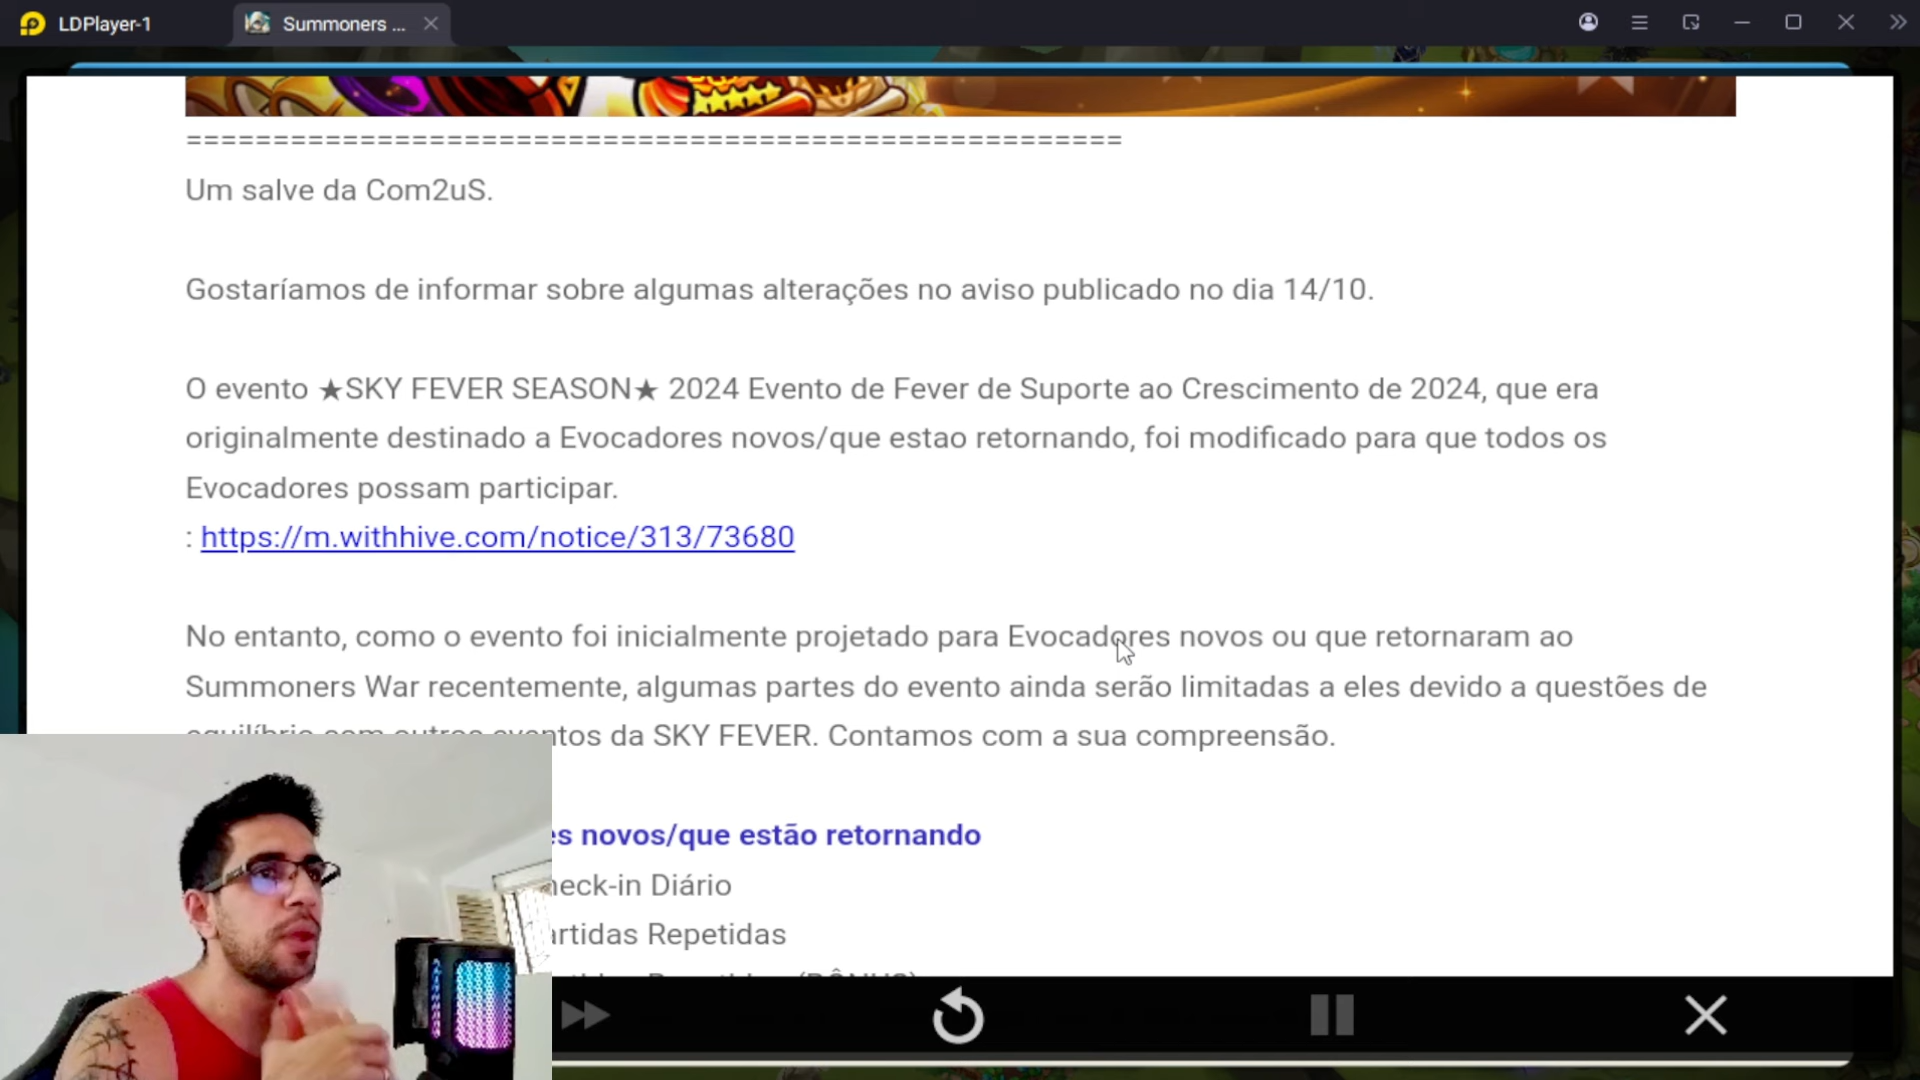 LDPlayer-1
Summoners ...
=====================================================
Um salve da Com2uS.
Gostaríamos de informar sobre algumas alterações no aviso publicado no dia 14/10.
O evento ★SKY FEVER SEASON★ 2024 Evento de Fever de Suporte ao Crescimento de 2024, que era
originalmente destinado a Evocadores novos/que estao retornando, foi modificado para que todos os
Evocadores possam participar.
: https://m.withhive.com/notice/313/73680
No entanto, como o evento foi inicialmente projetado para Evocadores novos ou que retornaram ao
Summoners War recentemente, algumas partes do evento ainda serão limitadas a eles devido a questões de
equilíbrio com outros eventos da SKY FEVER. Contamos com a sua compreensão.
novos/que estão retornando
Diário
Repetidas